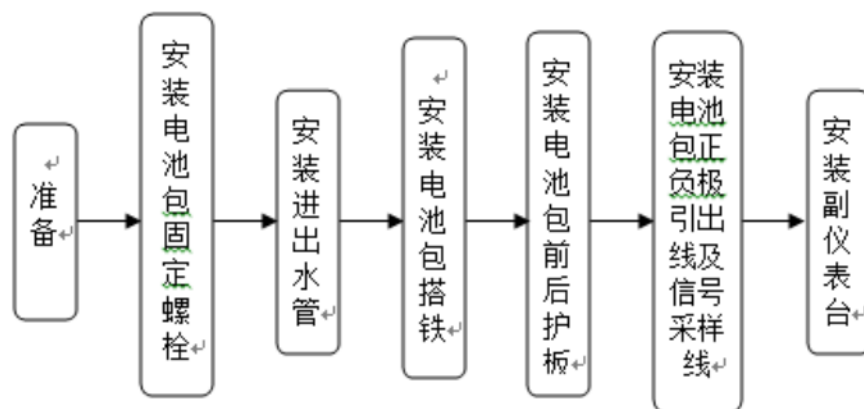 准备
安装电池包固定螺栓
安装进出水管
安装电池包搭铁
安装电池包前后护板
安装
电池
包正
负极
引出
线及
信号
采样
线
安装副仪表台